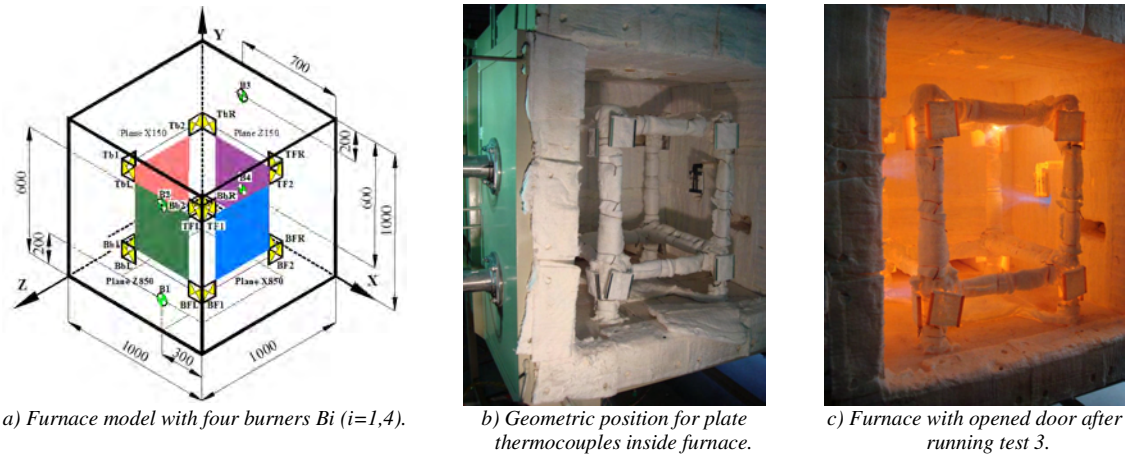 Y
700
B3
TbR
Tb2
Plane X150
Plane Z150
200
Tb1
TFR
TbL
TF2
600
B4
BbR
Bb2
TFL TF1
600
1000
Bb1
BFR
BbL
BF2
200
Plane Z850
Plane X850
Z
X
B1
BFL BF1
1000
300
1000
a) Furnace model with four burners Bi (i=1,4).
b) Geometric position for plate
thermocouples inside furnace.
c) Furnace with opened door after
running test 3.